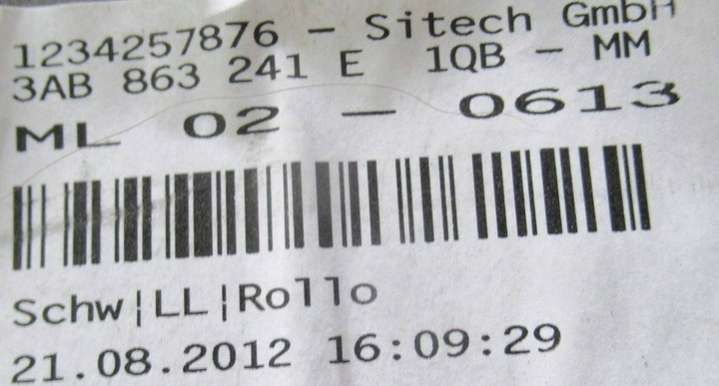 1234257876 - Sitech GmbH
3AB 863 241 E 1QB - MM
ML 02 - 0613
Schw|LL|Rollo
21.08.2012 16:09:29